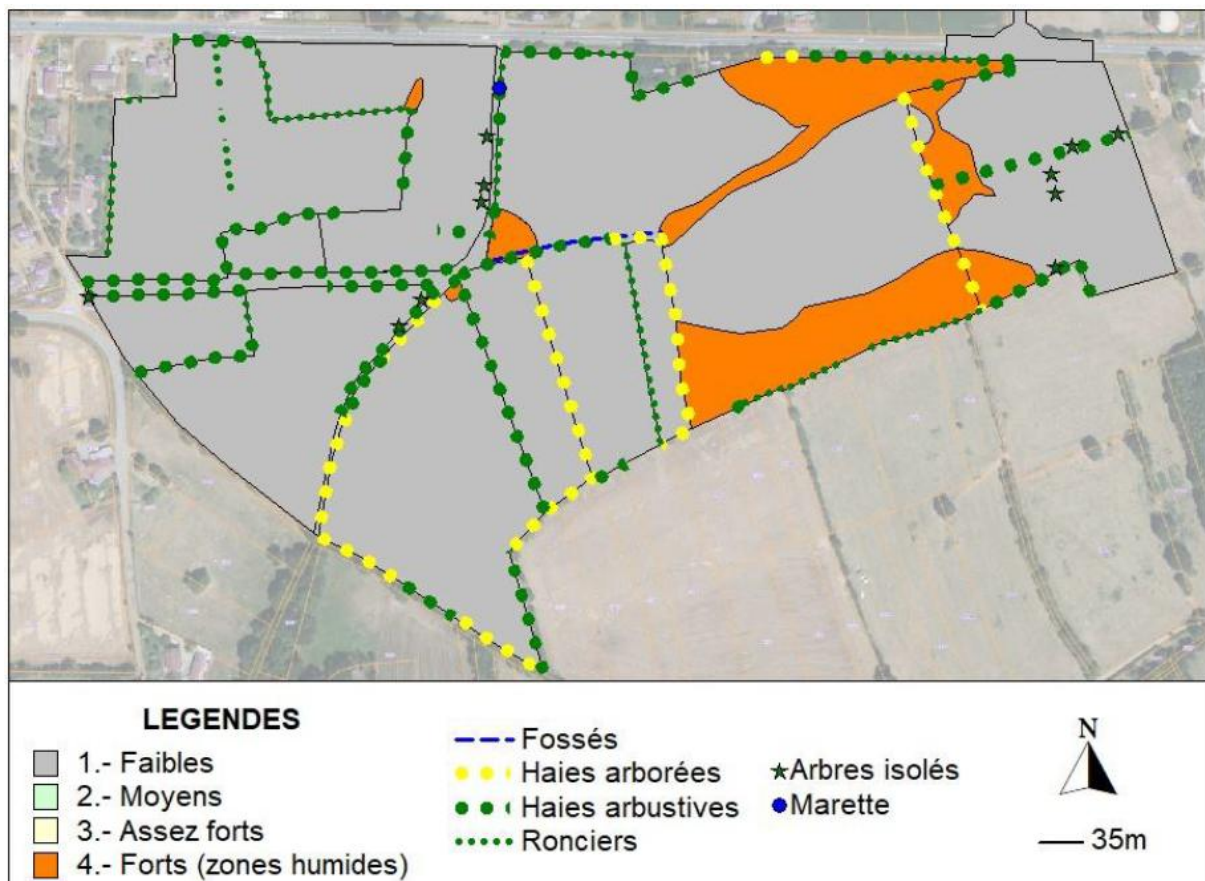 LEGENDES
1.- Faibles
2.- Moyens
3.- Assez forts
4.- Forts (zones humides)
Fossés
Haies arborées
Haies arbustives
Ronciers
Arbres isolés
Marette
N
35m